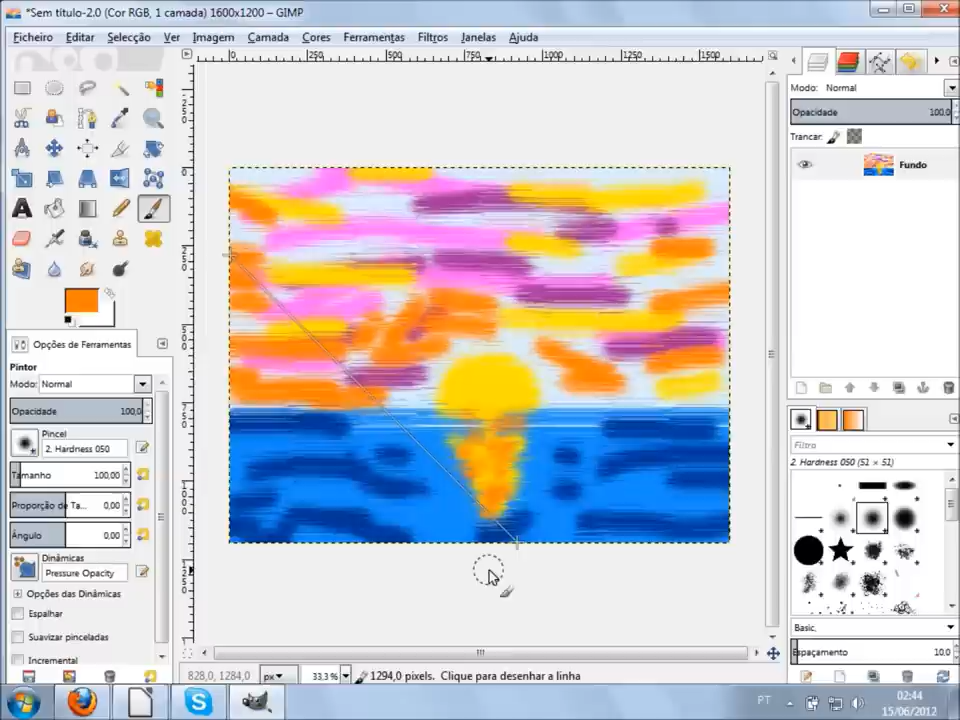 *Sem título-2.0 (Cor RGB, 1 camada) 1600x1200 – GIMP
Ficheiro Editar Selecção Ver Imagem Camada Cores Ferramentas Filtros Janelas Ajuda
0 250 500 750 1000 1250 1500
Modo: Normal
Opacidade 100,0
Trancar:
Fundo
Opções de Ferramentas
Pintor
Modo: Normal
Opacidade 100,0
Pincel
2. Hardness 050
Tamanho 100,00
Proporção de Ta... 0,00
Ângulo 0,00
Dinâmicas
Pressure Opacity
Opções das Dinâmicas
Espalhar
Suavizar pinceladas
Incremental
Filtro
2. Hardness 050 (51 × 51)
Basic,
Espaçamento 10.0
828,0, 1284,0 px 33,3 % 1294,0 pixels. Clique para desenhar a linha
PT
02:44
15/06/2012